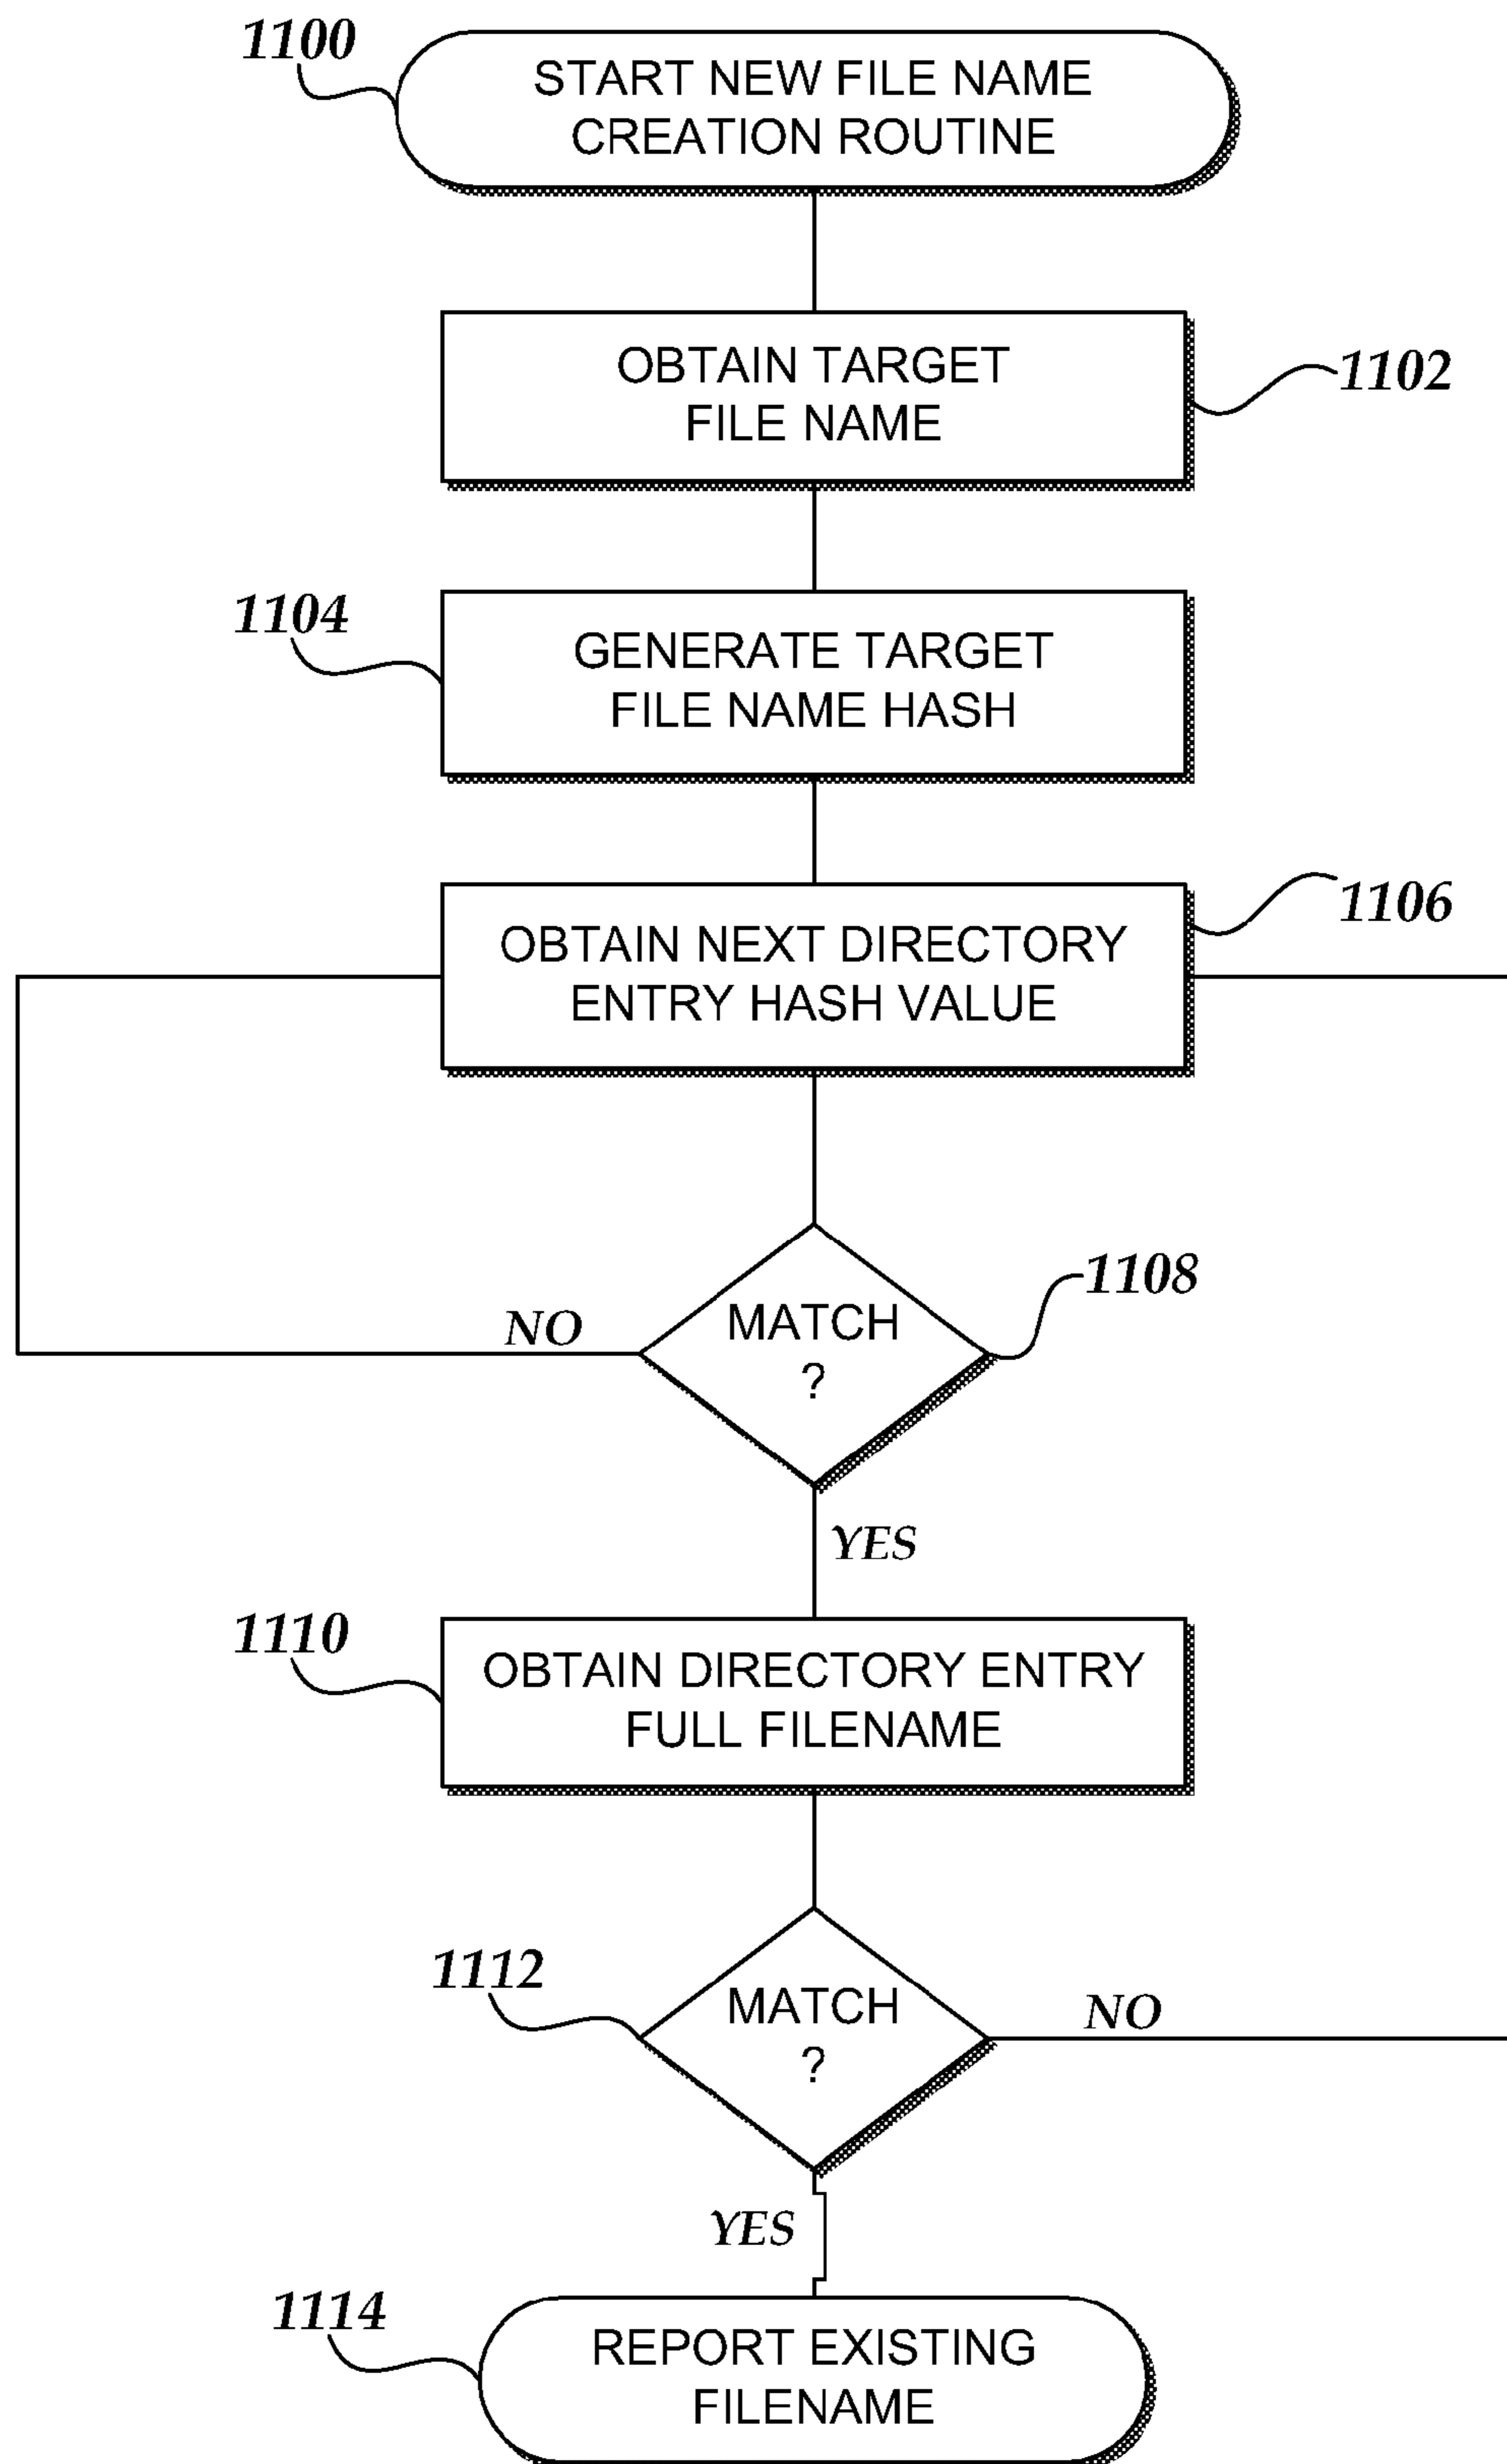 1100
START NEW FILE NAME
CREATION ROUTINE
OBTAIN TARGET
FILE NAME
1102
1104
GENERATE TARGET
FILE NAME HASH
1106
OBTAIN NEXT DIRECTORY
ENTRY HASH VALUE
1108
MATCH
?
NO
YES
1110
OBTAIN DIRECTORY ENTRY
FULL FILENAME
1112
MATCH
?
NO
YES
1114
REPORT EXISTING
FILENAME